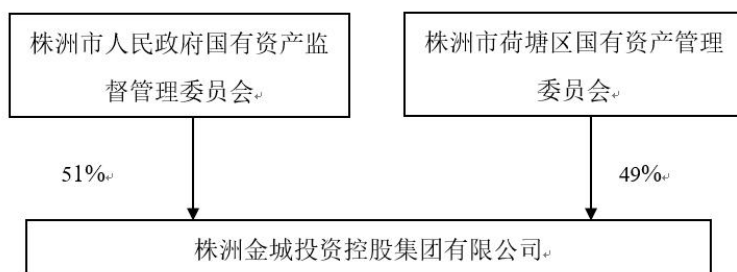 株洲市人民政府国有资产监
督管理委员会
株洲市荷塘区国有资产管理
委员会
51%
49%
株洲金城投资控股集团有限公司